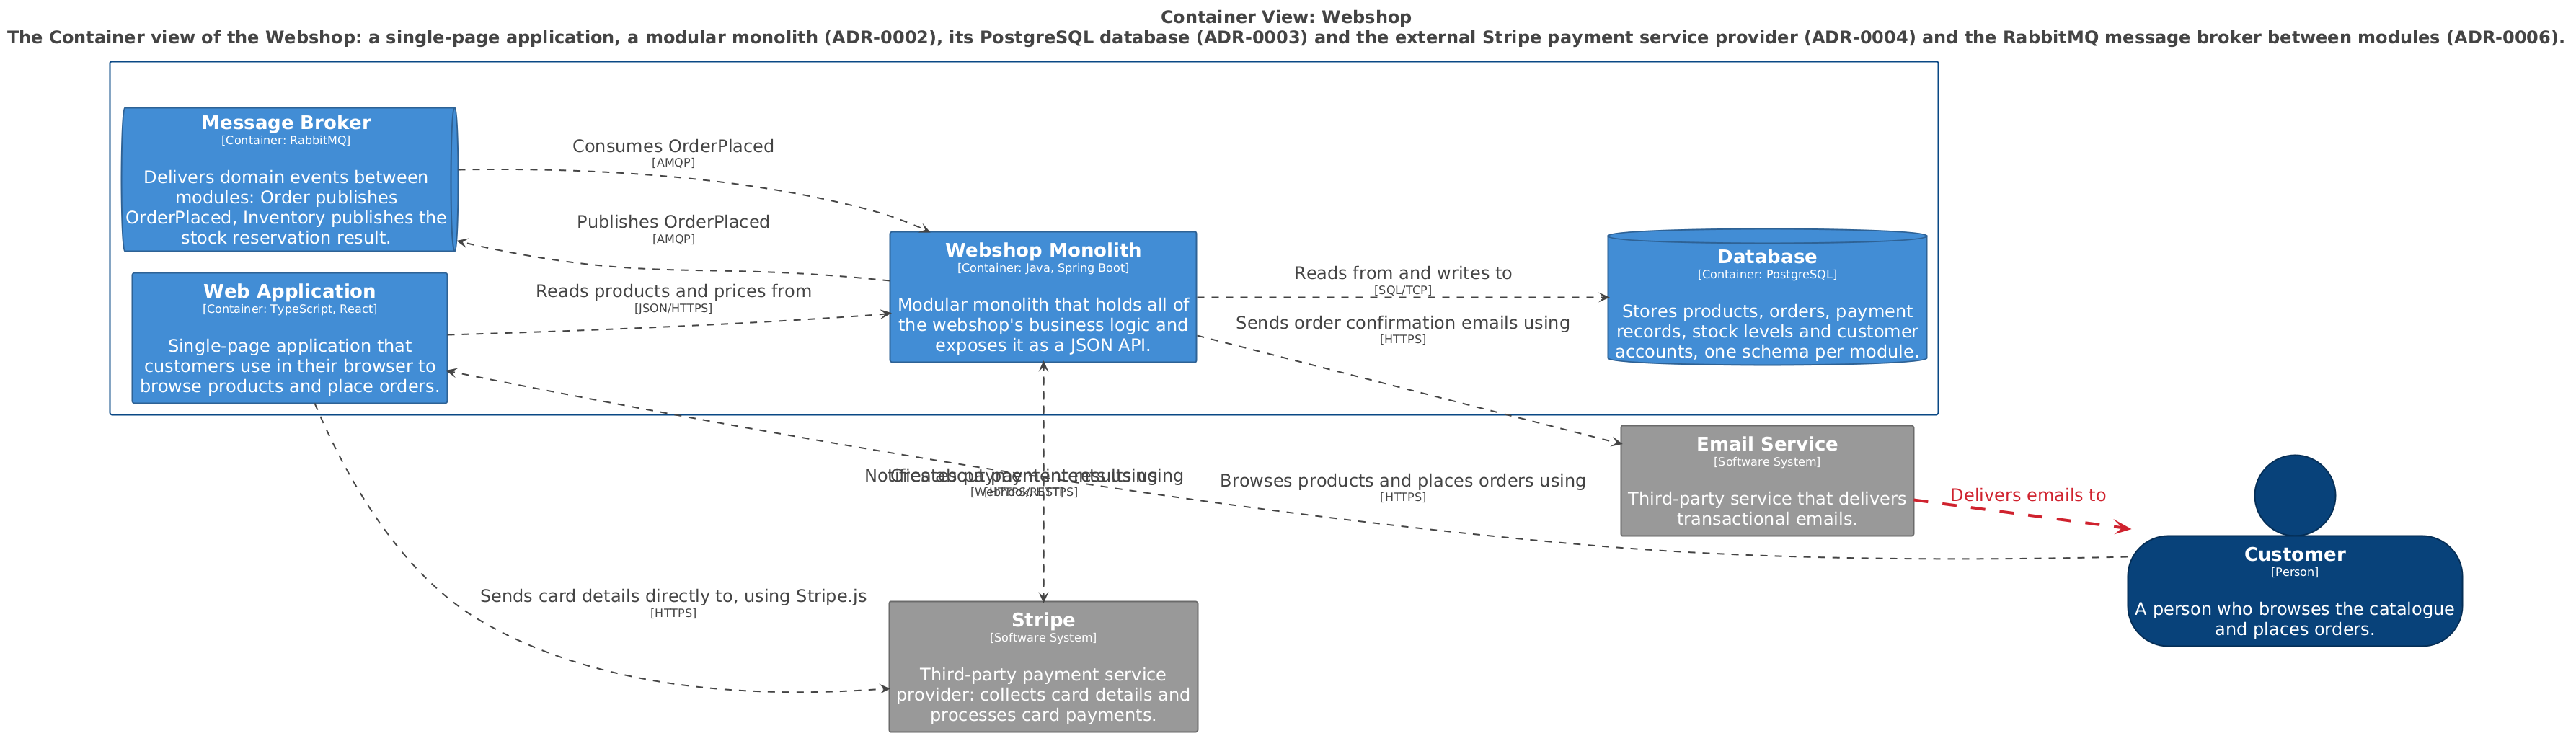 Container View: Webshop
The Container view of the Webshop: a single-page application, a modular monolith (ADR-0002), its PostgreSQL database (ADR-0003) and the external Stripe payment service provider (ADR-0004) and the RabbitMQ message broker between modules (ADR-0006).
Message Broker
[Container: RabbitMQ]
Delivers domain events between
modules: Order publishes
OrderPlaced, Inventory publishes the
stock reservation result.
Consumes OrderPlaced
[AMQP]
Publishes OrderPlaced
[AMQP]
Web Application
[Container: TypeScript, React]
Single-page application that
customers use in their browser to
browse products and place orders.
Reads products and prices from
[JSON/HTTPS]
Webshop Monolith
[Container: Java, Spring Boot]
Modular monolith that holds all of
the webshop's business logic and
exposes it as a JSON API.
Reads from and writes to
[SQL/TCP]
Sends order confirmation emails using
[HTTPS]
Database
[Container: PostgreSQL]
Stores products, orders, payment
records, stock levels and customer
accounts, one schema per module.
Email Service
[Software System]
Third-party service that delivers
transactional emails.
Browses products and places orders using
[HTTPS]
Delivers emails to
Customer
[Person]
A person who browses the catalogue
and places orders.
Sends card details directly to, using Stripe.js
[HTTPS]
Stripe
[Software System]
Third-party payment service
provider: collects card details and
processes card payments.